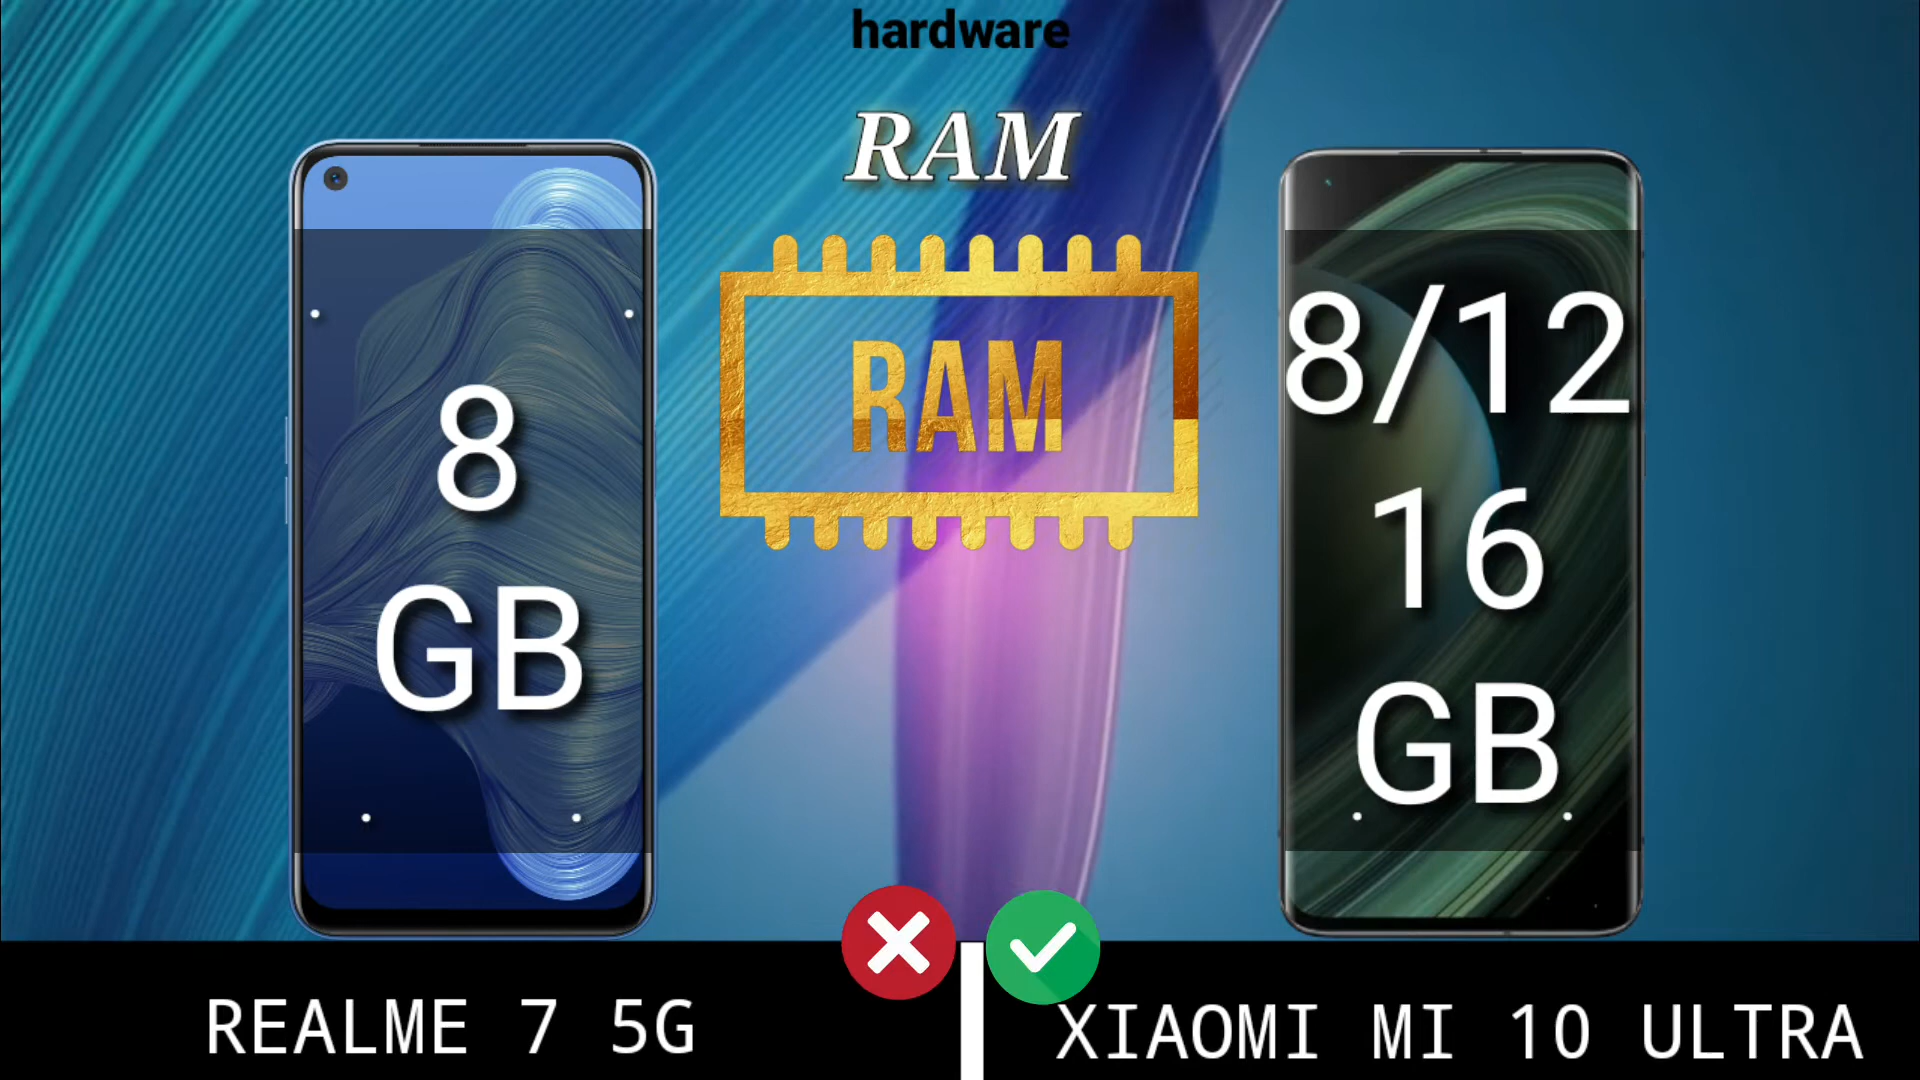 hardware
RAM
RAM
8
GB
8/12
16
GB
REALME 7 5G
XIAOMI MI 10 ULTRA